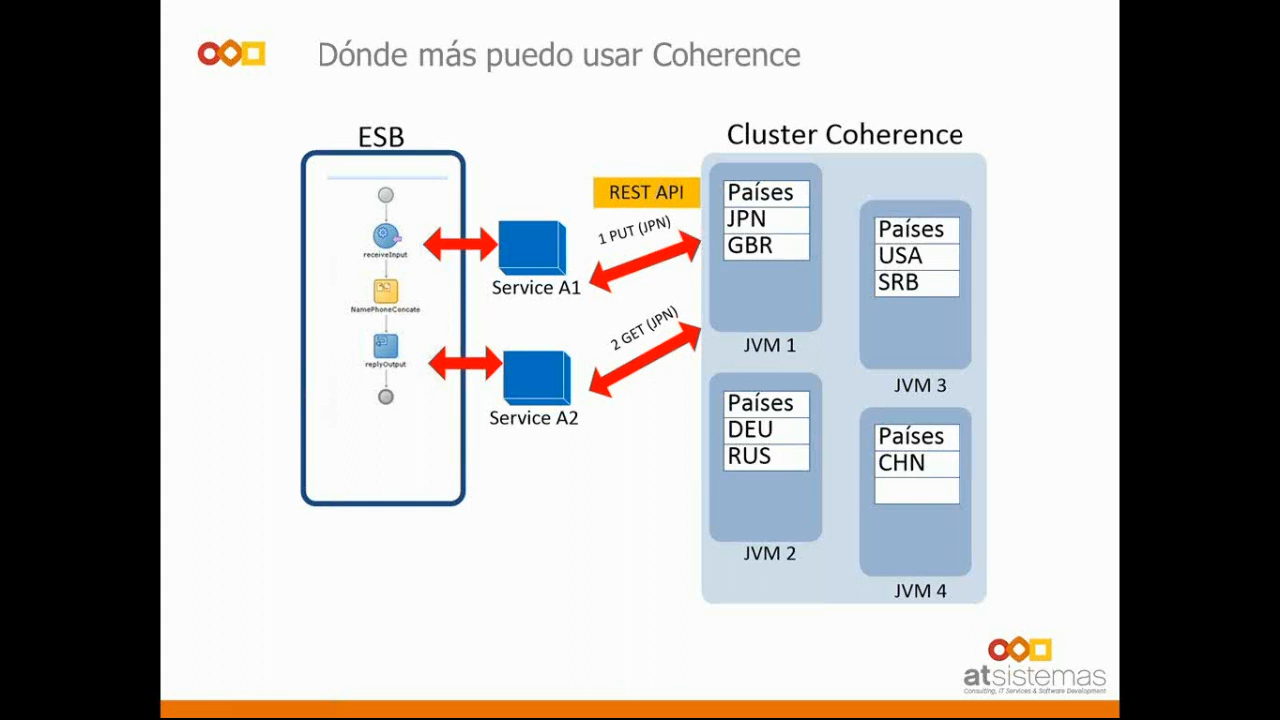 Dónde más puedo usar Coherence
ESB
receiveInput
NamePhoneConcate
replyOutput
Service A1
Service A2
REST API
1 PUT (JPN)
2 GET (JPN)
Cluster Coherence
Países
JPN
GBR
JVM 1
Países
USA
SRB
JVM 3
Países
DEU
RUS
JVM 2
Países
CHN
JVM 4
atsistemas
Consulting, IT Services & Software Development